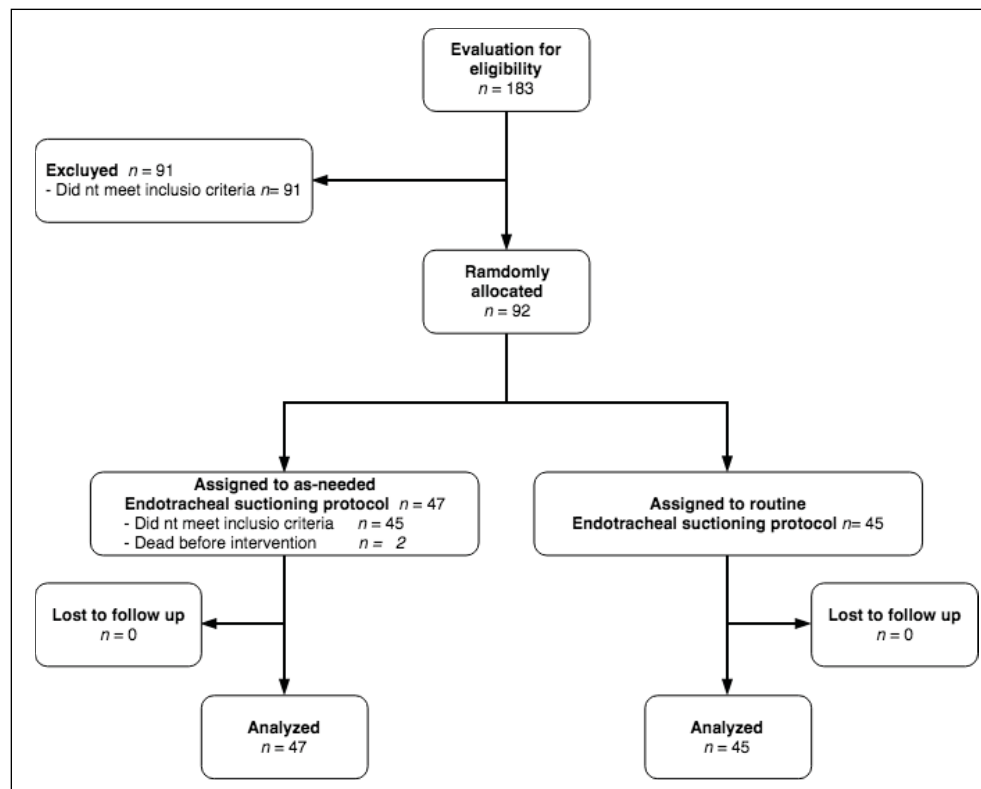 Evaluation for
eligibility
n = 183
Excluyed n = 91
- Did nt meet inclusio criteria n= 91
Ramdomly
allocated
n = 92
Assigned to as-needed
Endotracheal suctioning protocol n = 47
- Did nt meet inclusio criteria n = 45
- Dead before intervention n = 2
Assigned to routine
Endotracheal suctioning protocol n= 45
Lost to follow up
n = 0
Lost to follow up
n = 0
Analyzed
n = 47
Analyzed
n = 45